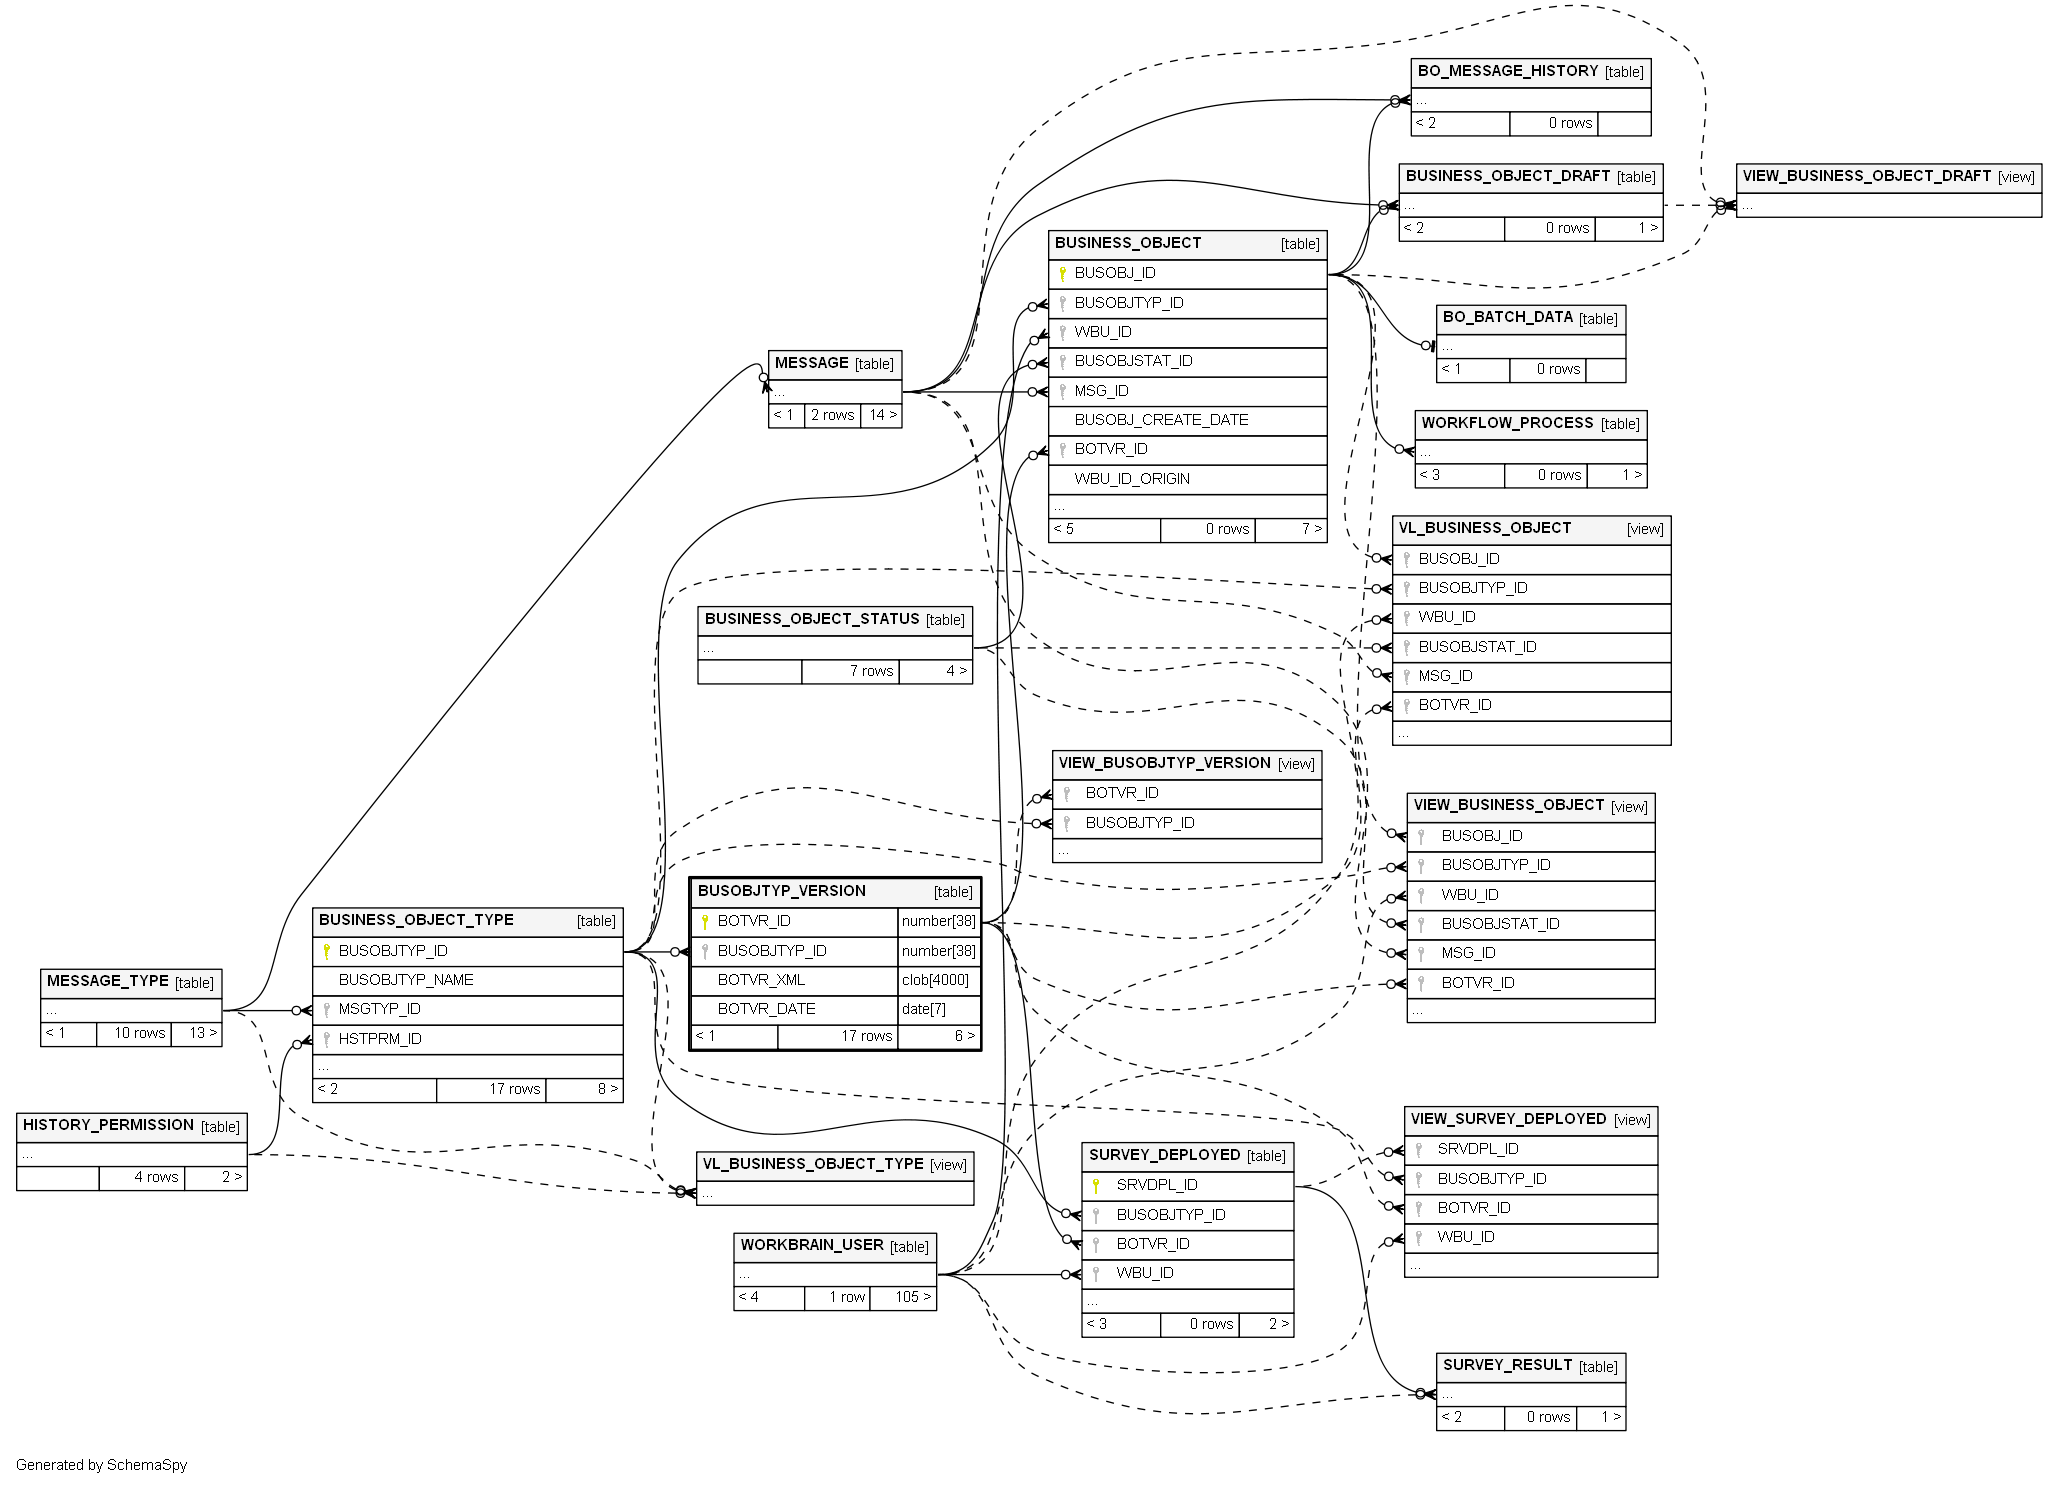 BO_MESSAGE_HISTORY [table]
...
< 2 0 rows
BUSINESS_OBJECT_DRAFT [table]
...
< 2 0 rows 1 >
VIEW_BUSINESS_OBJECT_DRAFT [view]
...
BUSINESS_OBJECT [table]
BUSOBJ_ID
BUSOBJTYP_ID
WBU_ID
BUSOBJSTAT_ID
MSG_ID
BUSOBJ_CREATE_DATE
BOTVR_ID
WBU_ID_ORIGIN
...
< 5 0 rows 7 >
BO_BATCH_DATA [table]
...
< 1 0 rows
MESSAGE [table]
...
< 1 2 rows 14 >
WORKFLOW_PROCESS [table]
...
< 3 0 rows 1 >
VL_BUSINESS_OBJECT [view]
BUSOBJ_ID
BUSOBJTYP_ID
WBU_ID
BUSOBJSTAT_ID
MSG_ID
BOTVR_ID
...
BUSINESS_OBJECT_STATUS [table]
...
7 rows 4 >
VIEW_BUSOBJTYP_VERSION [view]
BOTVR_ID
BUSOBJTYP_ID
...
VIEW_BUSINESS_OBJECT [view]
BUSOBJ_ID
BUSOBJTYP_ID
WBU_ID
BUSOBJSTAT_ID
MSG_ID
BOTVR_ID
...
BUSOBJTYP_VERSION [table]
BOTVR_ID number[38]
BUSOBJTYP_ID number[38]
BOTVR_XML clob[4000]
BOTVR_DATE date[7]
< 1 17 rows 6 >
BUSINESS_OBJECT_TYPE [table]
BUSOBJTYP_ID
BUSOBJTYP_NAME
MSGTYP_ID
HSTPRM_ID
...
< 2 17 rows 8 >
MESSAGE_TYPE [table]
...
< 1 10 rows 13 >
HISTORY_PERMISSION [table]
...
4 rows 2 >
VL_BUSINESS_OBJECT_TYPE [view]
...
VIEW_SURVEY_DEPLOYED [view]
SRVDPL_ID
BUSOBJTYP_ID
BOTVR_ID
WBU_ID
...
SURVEY_DEPLOYED [table]
SRVDPL_ID
BUSOBJTYP_ID
BOTVR_ID
WBU_ID
...
< 3 0 rows 2 >
WORKBRAIN_USER [table]
...
< 4 1 row 105 >
SURVEY_RESULT [table]
...
< 2 0 rows 1 >
Generated by SchemaSpy